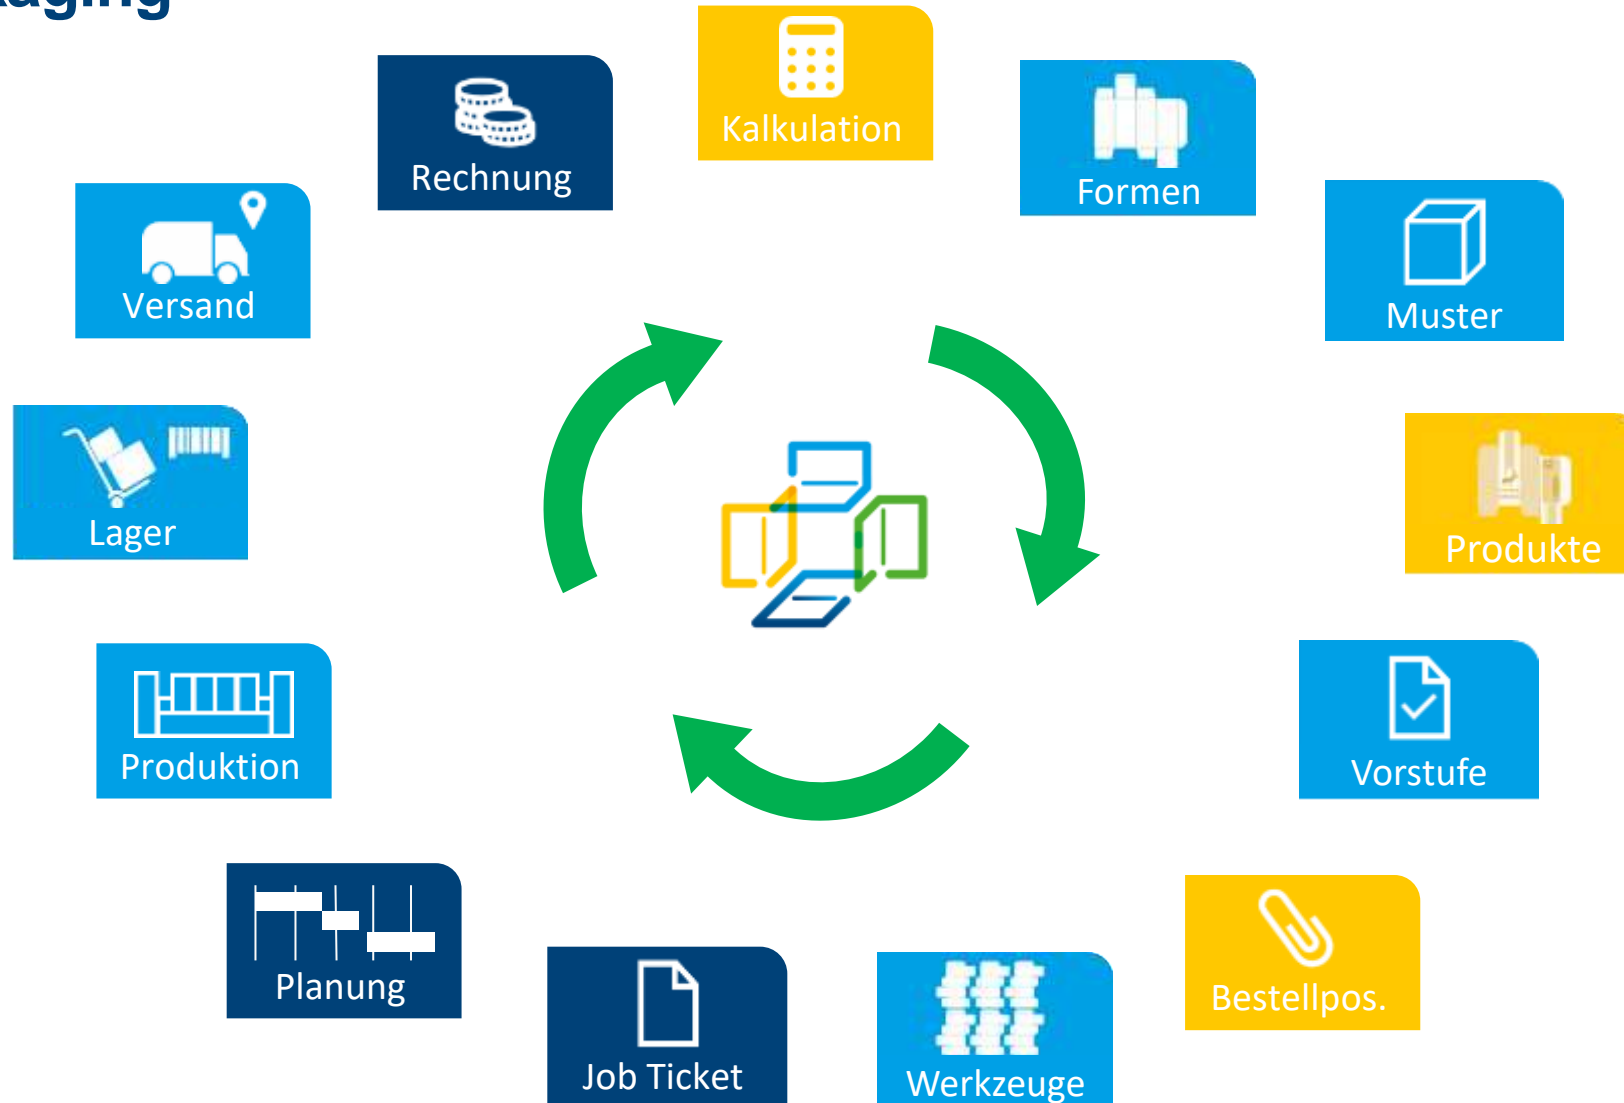 Kalkulation
Rechnung
Formen
Versand
Muster
Lager
Produkte
Produktion
Vorstufe
Planung
Bestellpos.
Job Ticket
Werkzeuge